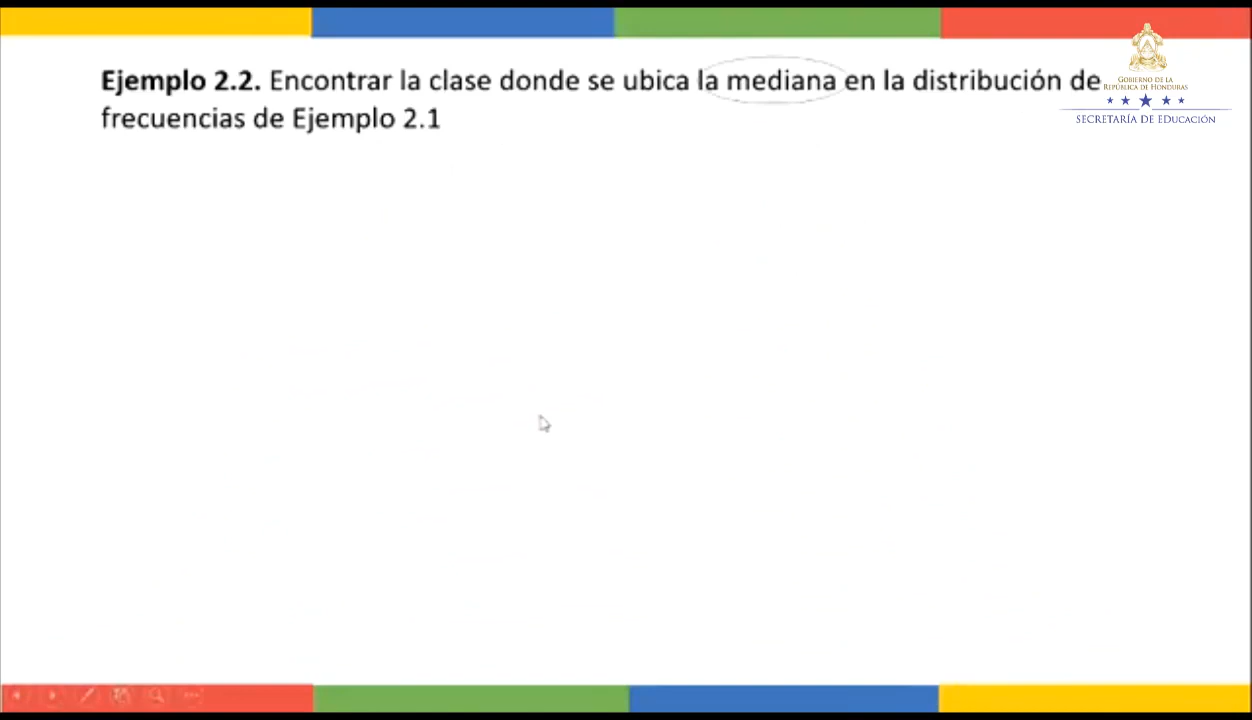 Ejemplo 2.2. Encontrar la clase donde se ubica la mediana en la distribución de
frecuencias de Ejemplo 2.1
GOBIERNO DE LA
REPÚBLICA DE HONDURAS
SECRETARÍA DE EDUCACIÓN